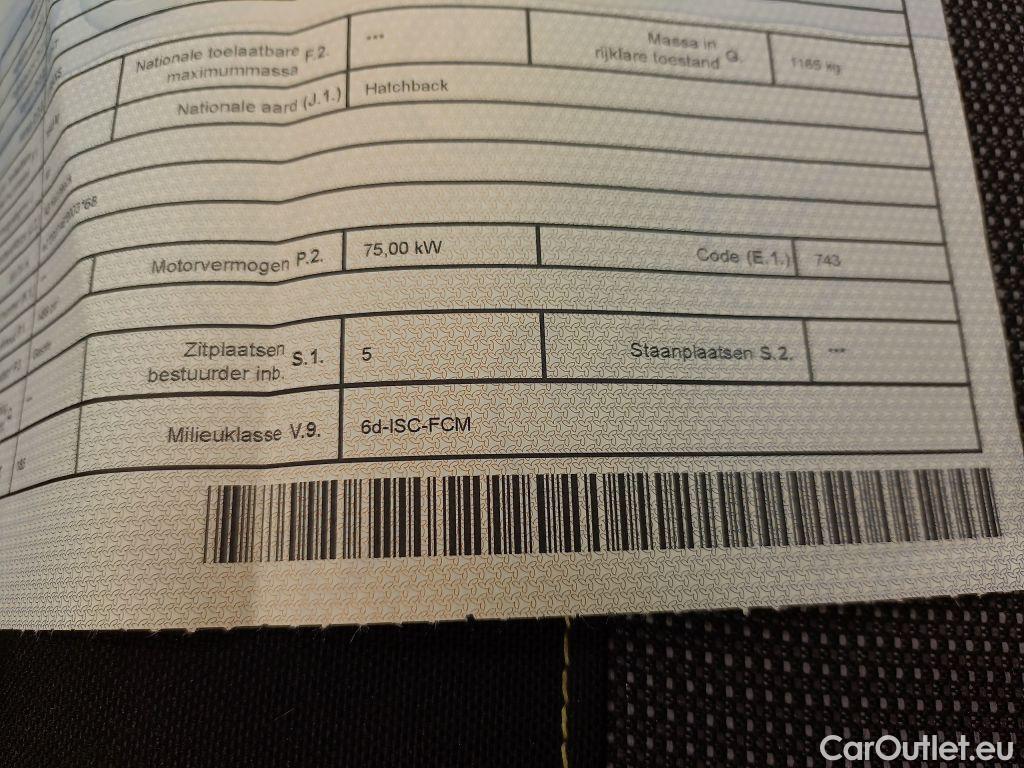 Nationale toelaatbare F.2. --- Massa in G. 1165 kg
maximummassa rijklare toestand
Nationale aard (J.1.) Hatchback
Motorvermogen P.2. 75,00 kW Code (E.1.) 743
Zitplaatsen S.1. 5 Staanplaatsen S.2. ---
bestuurder inb.
Milieuklasse V.9. 6d-ISC-FCM
CarOutlet.eu